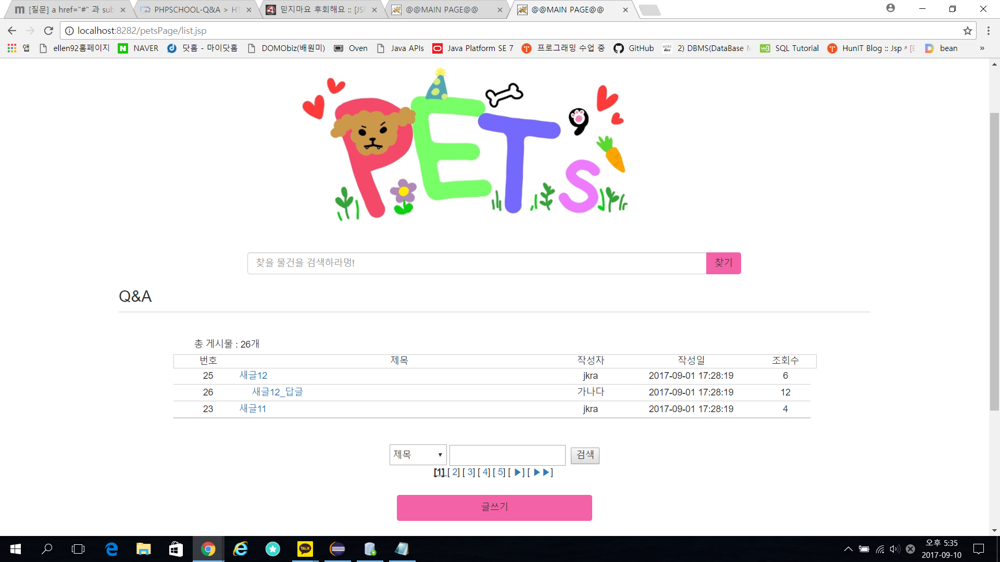 [질문] a href="#" 과 sub
PHPSCHOOL-Q&A > HT
믿지마요 후회해요 :: [JSP
@@MAIN PAGE@@
@@MAIN PAGE@@
localhost:8282/petsPage/list.jsp
앱 ellen92홈페이지 NAVER 닷홈 - 마이닷홈 DOMObiz(배원미) Oven Java APIs Java Platform SE 7 프로그래밍 수업 중 GitHub 2) DBMS(DataBase M SQL Tutorial HunIT Blog :: Jsp〃[E bean »
PETs
찾을 물건을 검색하라멍! 찾기
Q&A
총 게시물 : 26개
번호 제목 작성자 작성일 조회수
25 새글12 jkra 2017-09-01 17:28:19 6
26 새글12_답글 가나다 2017-09-01 17:28:19 12
23 새글11 jkra 2017-09-01 17:28:19 4
제목 검색
[1] [ 2] [ 3] [ 4] [ 5] [ ▶] [ ▶▶]
글쓰기
TALK
오후 5:35
2017-09-10